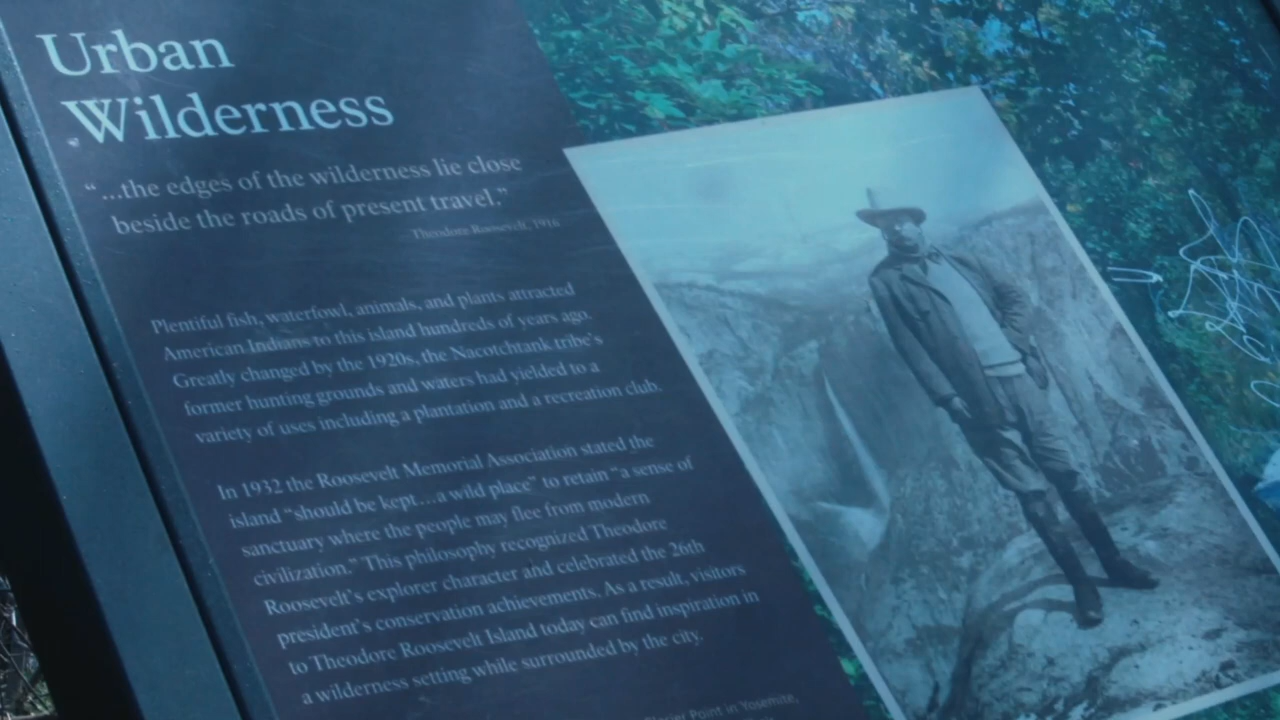 Urban
Wilderness
“...the edges of the wilderness lie close
beside the roads of present travel.”
Theodore Roosevelt, 1916
Plentiful fish, waterfowl, animals, and plants attracted
American Indians to this island hundreds of years ago.
Greatly changed by the 1920s, the Nacotchtank tribe's
former hunting grounds and waters had yielded to a
variety of uses including a plantation and a recreation club.
In 1932 the Roosevelt Memorial Association stated the
island “should be kept...a wild place” to retain “a sense of
sanctuary where the people may flee from modern
civilization.” This philosophy recognized Theodore
Roosevelt's explorer character and celebrated the 26th
president's conservation achievements. As a result, visitors
to Theodore Roosevelt Island today can find inspiration in
a wilderness setting while surrounded by the city.
Glacier Point in Yosemite,